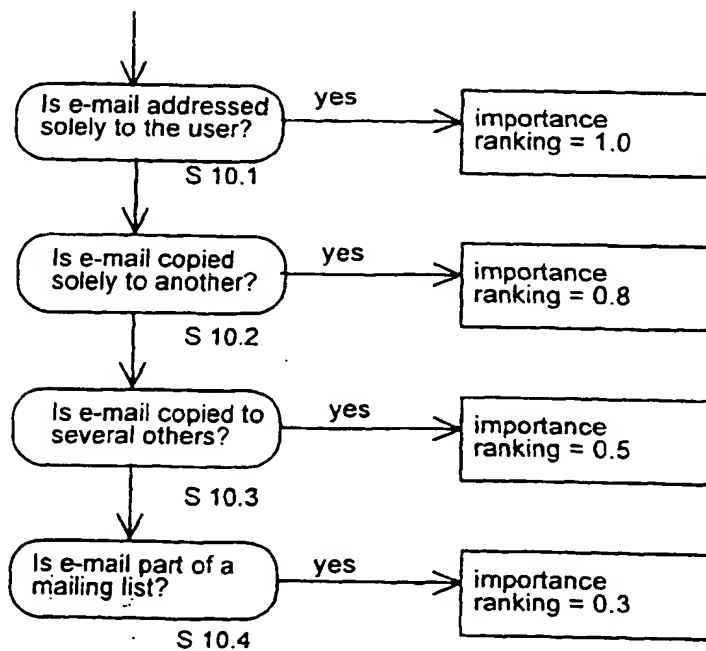 Is e-mail addressed
solely to the user?
yes
importance
ranking = 1.0
S 10.1
Is e-mail copied
solely to another?
yes
importance
ranking = 0.8
S 10.2
Is e-mail copied to
several others?
yes
importance
ranking = 0.5
S 10.3
Is e-mail part of a
mailing list?
yes
importance
ranking = 0.3
S 10.4